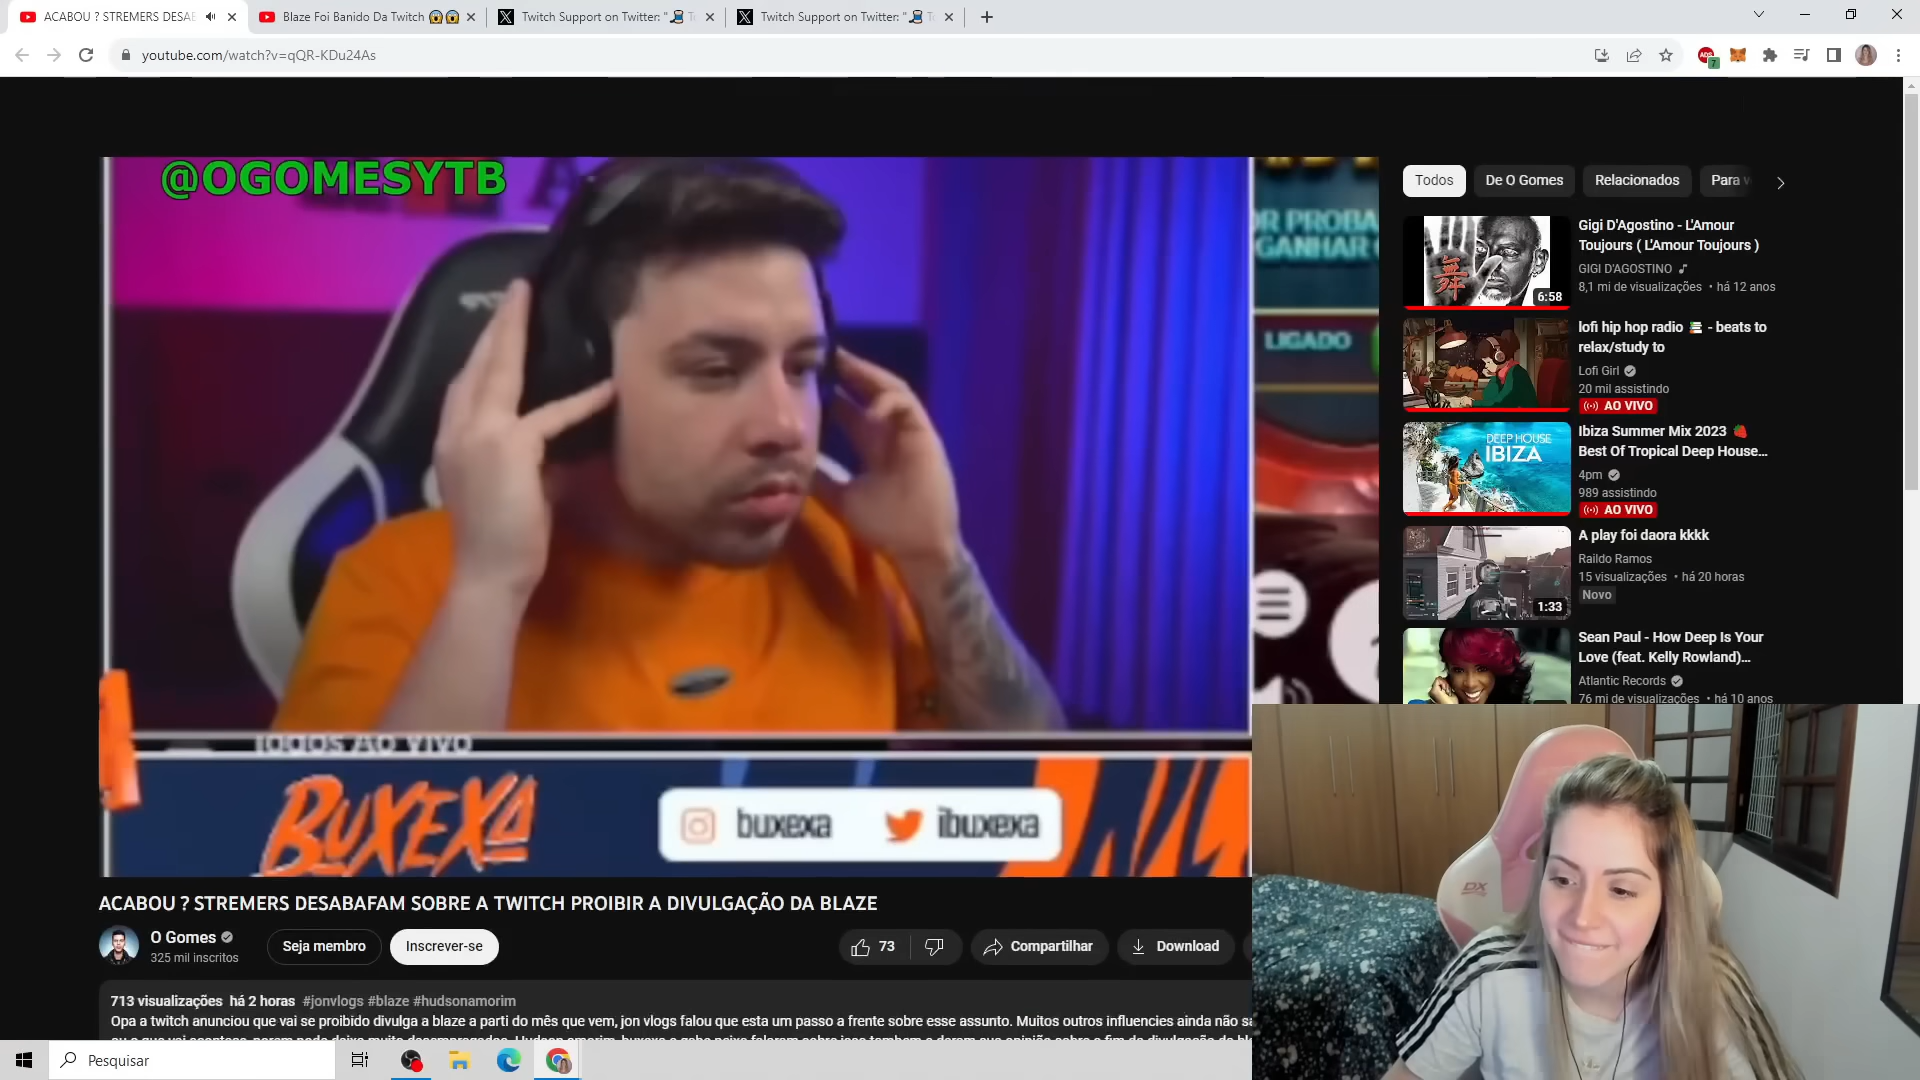 ACABOU ? STREMERS DESAB
Blaze Foi Banido Da Twitch 😱😱
Twitch Support on Twitter: "
Twitch Support on Twitter: "
youtube.com/watch?v=qQR-KDu24As
@OGOMESYTB
R PROBA
GANHAR
LIGADO
Todos Ao Vivo
BUXEXA
buxexa
ibuxexa
Todos
De O Gomes
Relacionados
Para v
Gigi D'Agostino - L'Amour
Toujours ( L'Amour Toujours )
GIGI D'AGOSTINO
8,1 mi de visualizações • há 12 anos
6:58
lofi hip hop radio 📚 - beats to
relax/study to
Lofi Girl
20 mil assistindo
AO VIVO
DEEP HOUSE
IBIZA
Ibiza Summer Mix 2023 🍓
Best Of Tropical Deep House...
4pm
989 assistindo
AO VIVO
A play foi daora kkkk
Raildo Ramos
15 visualizações • há 20 horas
Novo
1:33
Sean Paul - How Deep Is Your
Love (feat. Kelly Rowland)...
Atlantic Records
76 mi de visualizações • há 10 anos
ACABOU ? STREMERS DESABAFAM SOBRE A TWITCH PROIBIR A DIVULGAÇÃO DA BLAZE
O Gomes
325 mil inscritos
Seja membro
Inscrever-se
73
Compartilhar
Download
713 visualizações há 2 horas #jonvlogs #blaze #hudsonamorim
Opa a twitch anunciou que vai se proibido divulga a blaze a parti do mês que vem, jon vlogs falou que esta um passo a frente sobre esse assunto. Muitos outros influencies ainda não sa
Pesquisar
DX